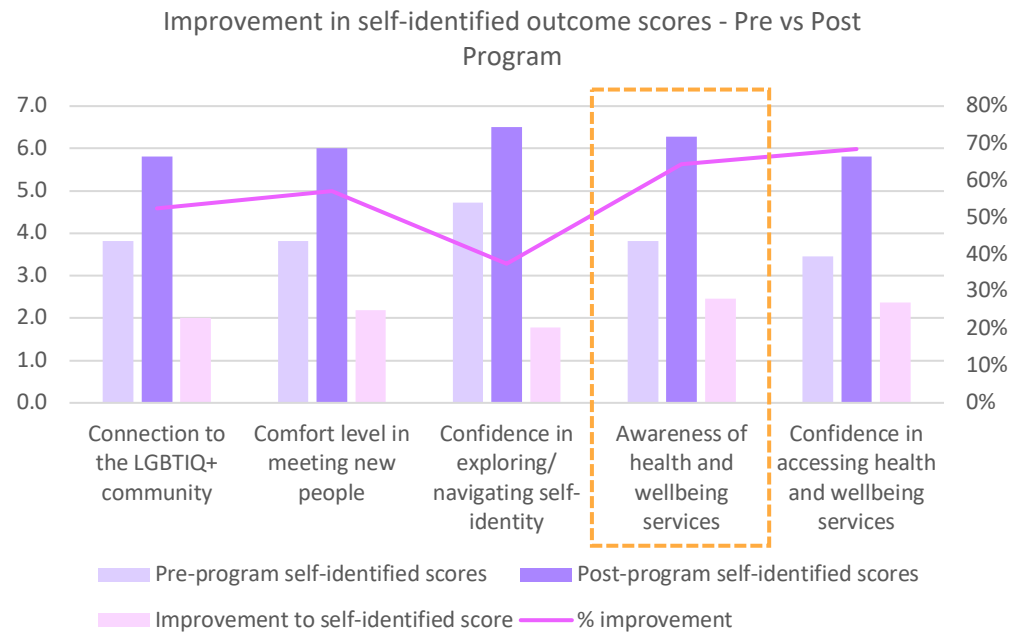 Improvement in self-identified outcome scores - Pre vs Post
Program
7.0
6.0
5.0
4.0
3.0
2.0
1.0
0.0
80%
70%
60%
50%
40%
30%
20%
10%
0%
Connection to
the LGBTIQ+
community
Comfort level in
meeting new
people
Confidence in
exploring/
navigating self-
identity
Awareness of
health and
wellbeing
services
Confidence in
accessing health
and wellbeing
services
Pre-program self-identified scores
Post-program self-identified scores
Improvement to self-identified score
% improvement